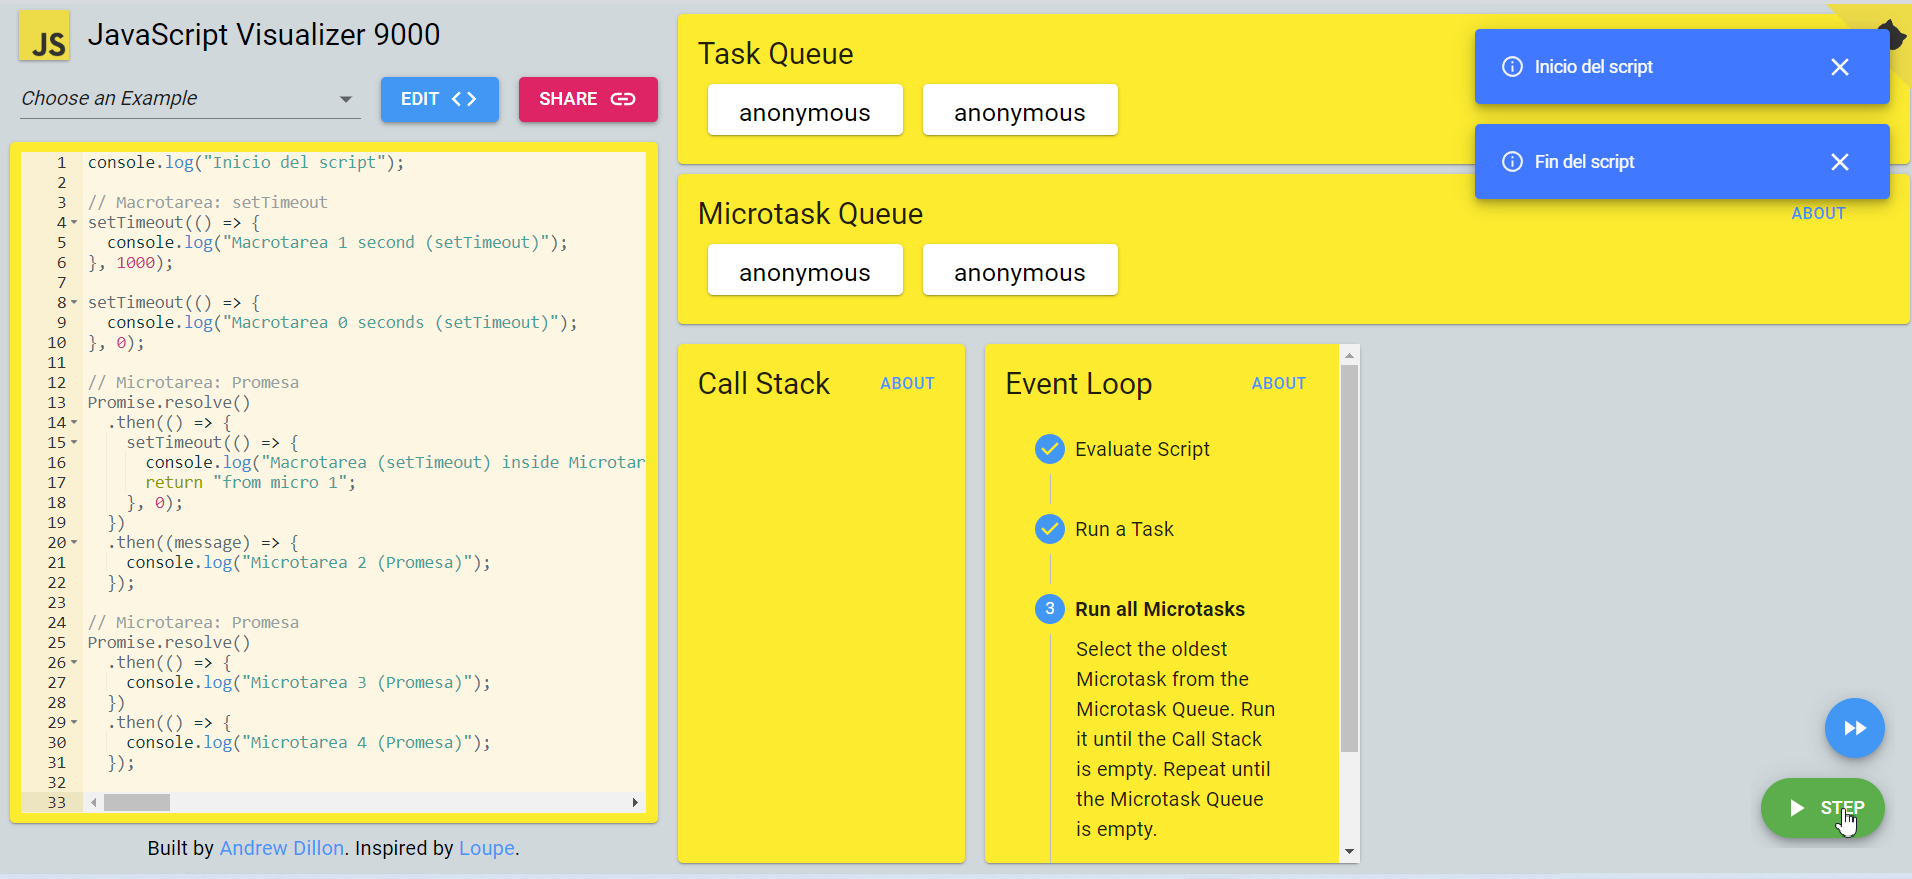 JS
JavaScript Visualizer 9000
Choose an Example
EDIT
SHARE
1 console.log("Inicio del script");
2
3 // Macrotarea: setTimeout
4 setTimeout(() => {
5 console.log("Macrotarea 1 second (setTimeout)");
6 }, 1000);
7
8 setTimeout(() => {
9 console.log("Macrotarea 0 seconds (setTimeout)");
10 }, 0);
11
12 // Microtarea: Promesa
13 Promise.resolve()
14 .then(() => {
15 setTimeout(() => {
16 console.log("Macrotarea (setTimeout) inside Microtar
17 return "from micro 1";
18 }, 0);
19 })
20 .then((message) => {
21 console.log("Microtarea 2 (Promesa)");
22 });
23
24 // Microtarea: Promesa
25 Promise.resolve()
26 .then(() => {
27 console.log("Microtarea 3 (Promesa)");
28 })
29 .then(() => {
30 console.log("Microtarea 4 (Promesa)");
31 });
32
33
Built by Andrew Dillon. Inspired by Loupe.
Task Queue
anonymous anonymous
Inicio del script
Fin del script
Microtask Queue
ABOUT
anonymous anonymous
Call Stack
ABOUT
Event Loop
ABOUT
Evaluate Script
Run a Task
3 Run all Microtasks
Select the oldest
Microtask from the
Microtask Queue. Run
it until the Call Stack
is empty. Repeat until
the Microtask Queue
is empty.
STEP